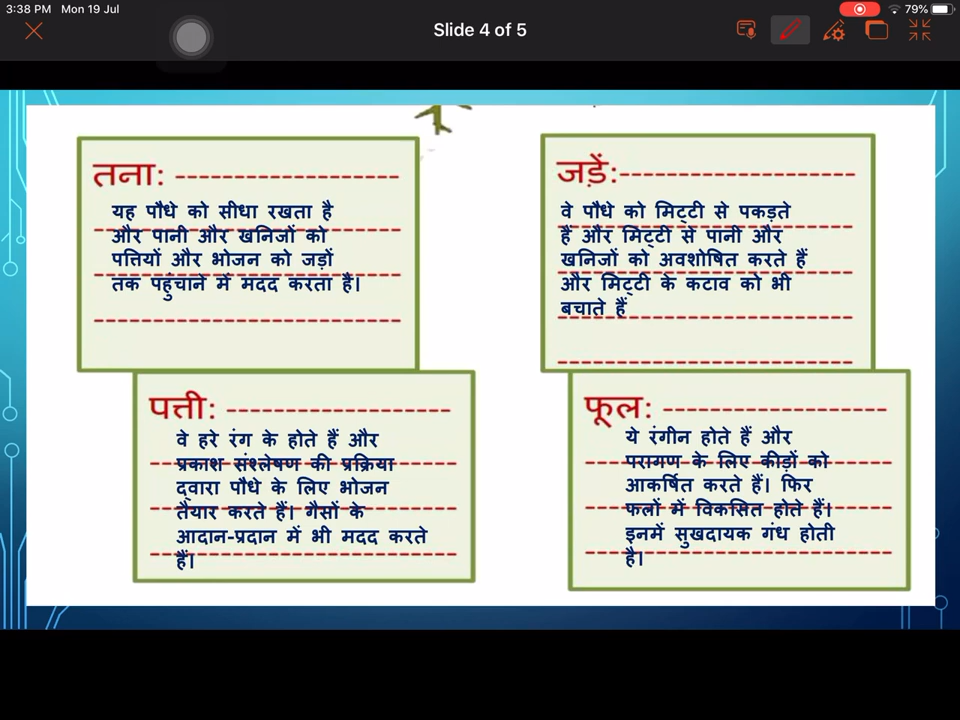 3:38 PM Mon 19 Jul
79%
Slide 4 of 5
तना:
यह पौधे को सीधा रखता है
और पानी और खनिजों को
पत्तियों और भोजन को जड़ों
तक पहुंचाने में मदद करता है।
जड़ें:
वे पौधे को मिट्टी से पकड़ते
हैं और मिट्टी से पानी और
खनिजों को अवशोषित करते हैं
और मिट्टी के कटाव को भी
बचाते हैं
पत्ती:
वे हरे रंग के होते हैं और
प्रकाश संश्लेषण की प्रक्रिया
द्वारा पौधे के लिए भोजन
तैयार करते हैं। गैसों के
आदान-प्रदान में भी मदद करते
हैं।
फूल:
ये रंगीन होते हैं और
परागण के लिए कीड़ों को
आकर्षित करते हैं। फिर
फलों में विकसित होते हैं।
इनमें सुखदायक गंध होती
है।